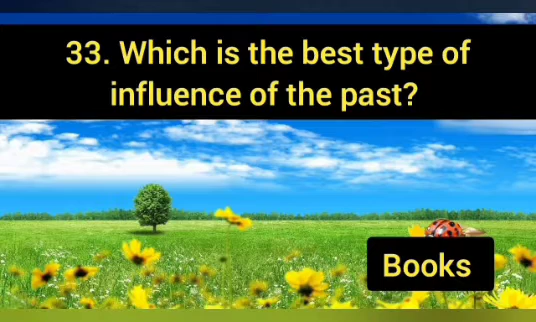 33. Which is the best type of
influence of the past?
Books